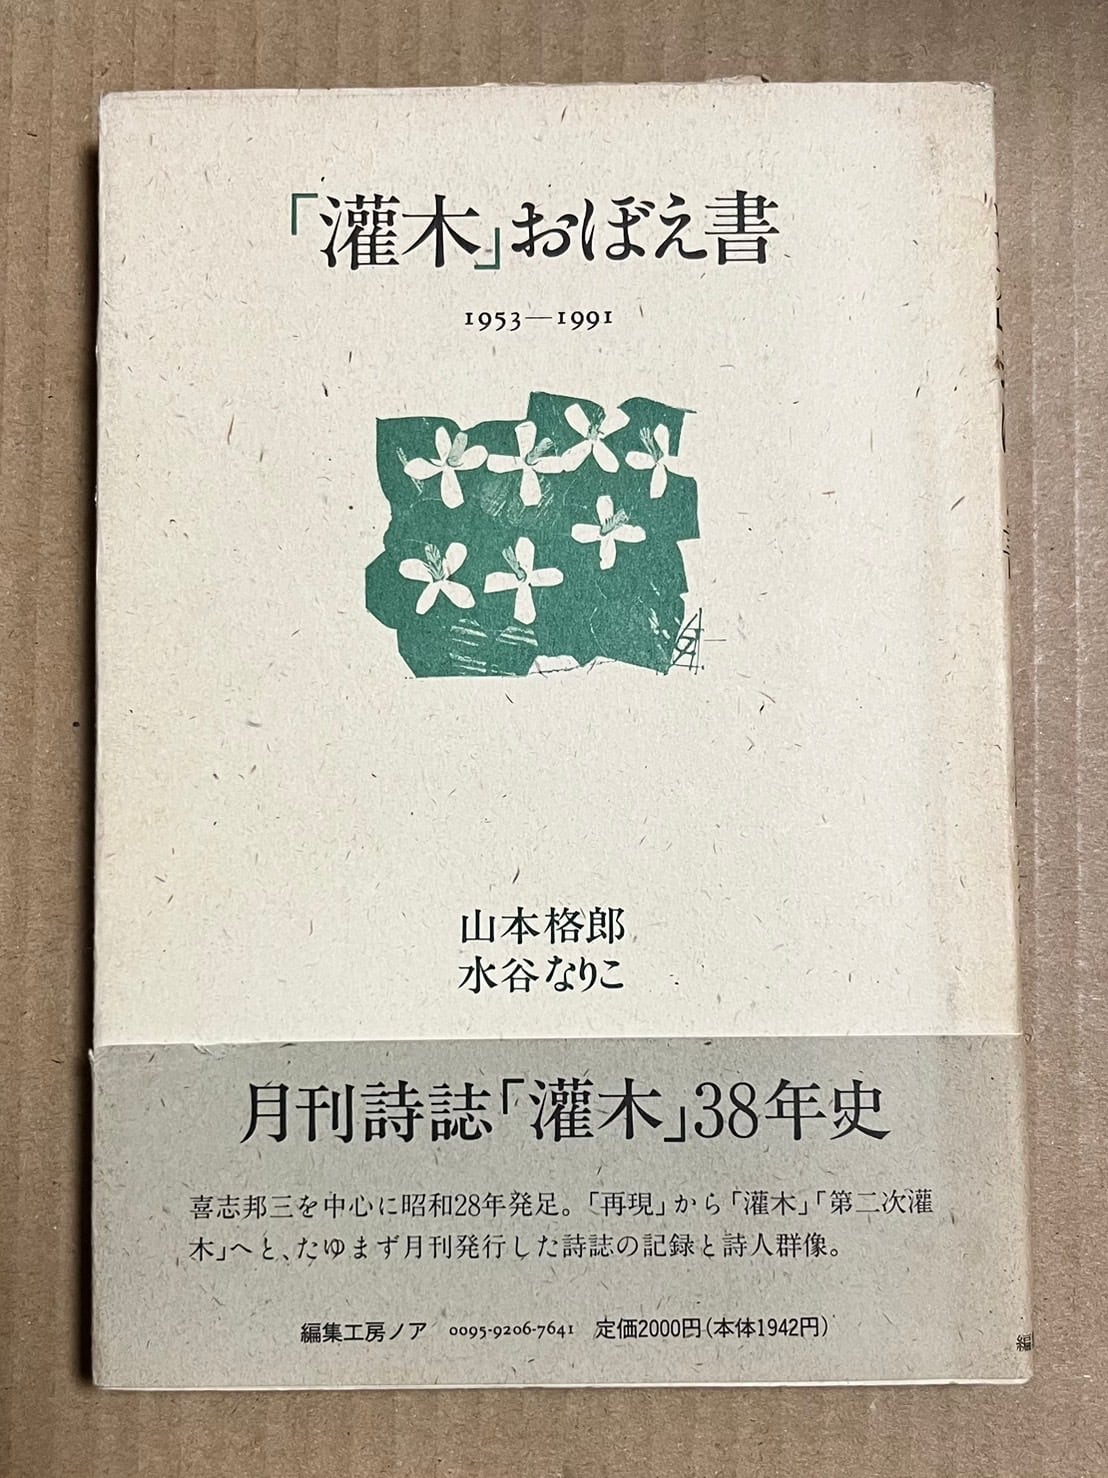 「灌木」おぼえ書
1953—1991
山本格郎
水谷なりこ
月刊詩誌「灌木」38年史
喜志邦三を中心に昭和28年発足。「再現」から「灌木」「第二次灌
木」へと、たゆまず月刊発行した詩誌の記録と詩人群像。
編集工房ノア 0095-9206-7641 定価2000円(本体1942円)
編